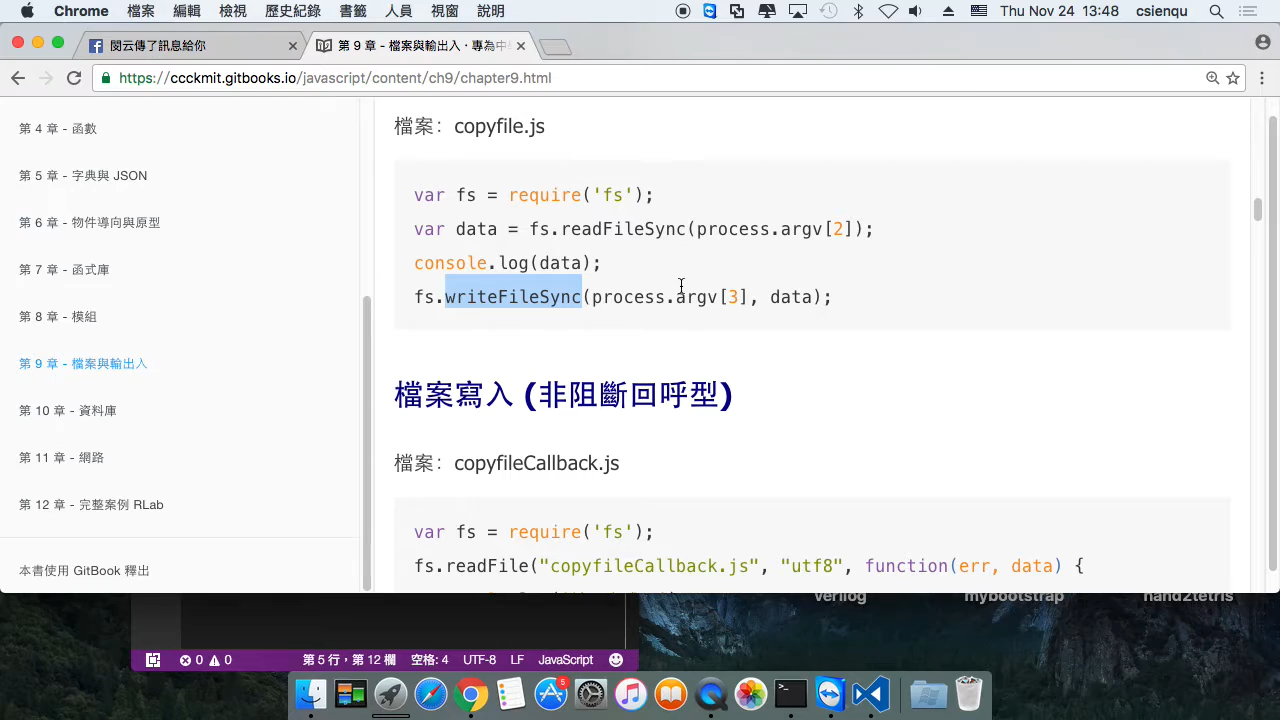 Chrome 檔案 編輯 檢視 歷史紀錄 書籤 人員 視窗 說明 Thu Nov 24 13:48 csienqu
閔云傳了訊息給你
第 9 章 - 檔案與輸出入 · 專為中
https://ccckmit.gitbooks.io/javascript/content/ch9/chapter9.html
第 4 章 - 函數
第 5 章 - 字典與 JSON
第 6 章 - 物件導向與原型
第 7 章 - 函式庫
第 8 章 - 模組
第 9 章 - 檔案與輸出入
第 10 章 - 資料庫
第 11 章 - 網路
第 12 章 - 完整案例 RLab
本書使用 GitBook 釋出
檔案：copyfile.js
var fs = require('fs');
var data = fs.readFileSync(process.argv[2]);
console.log(data);
fs.writeFileSync(process.argv[3], data);
檔案寫入 (非阻斷回呼型)
檔案：copyfileCallback.js
var fs = require('fs');
fs.readFile("copyfileCallback.js", "utf8", function(err, data) {
verilog mybootstrap nand2tetris
0 0 第 5 行，第 12 欄 空格: 4 UTF-8 LF JavaScript
5